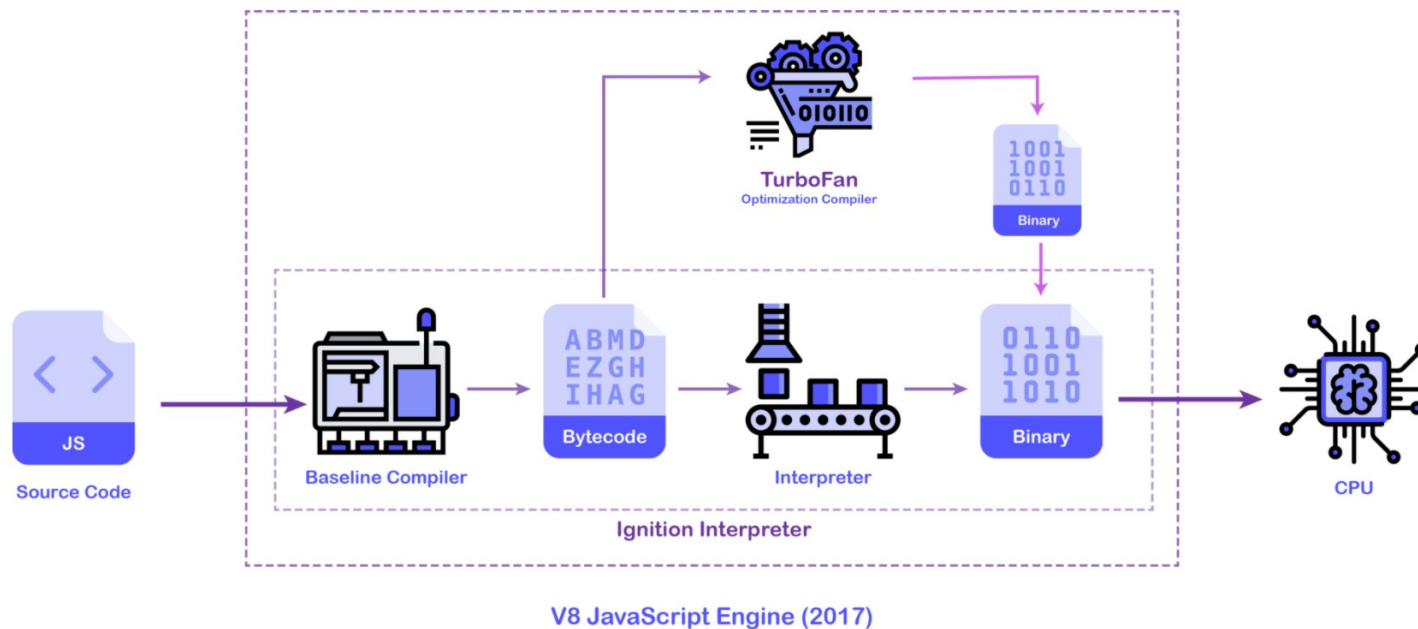 010110
TurboFan
Optimization Compiler
1001
1001
0110
Binary
JS
Source Code
Baseline Compiler
ABMD
EZGH
IHAG
Bytecode
Interpreter
0110
1001
1010
Binary
CPU
Ignition Interpreter
V8 JavaScript Engine (2017)